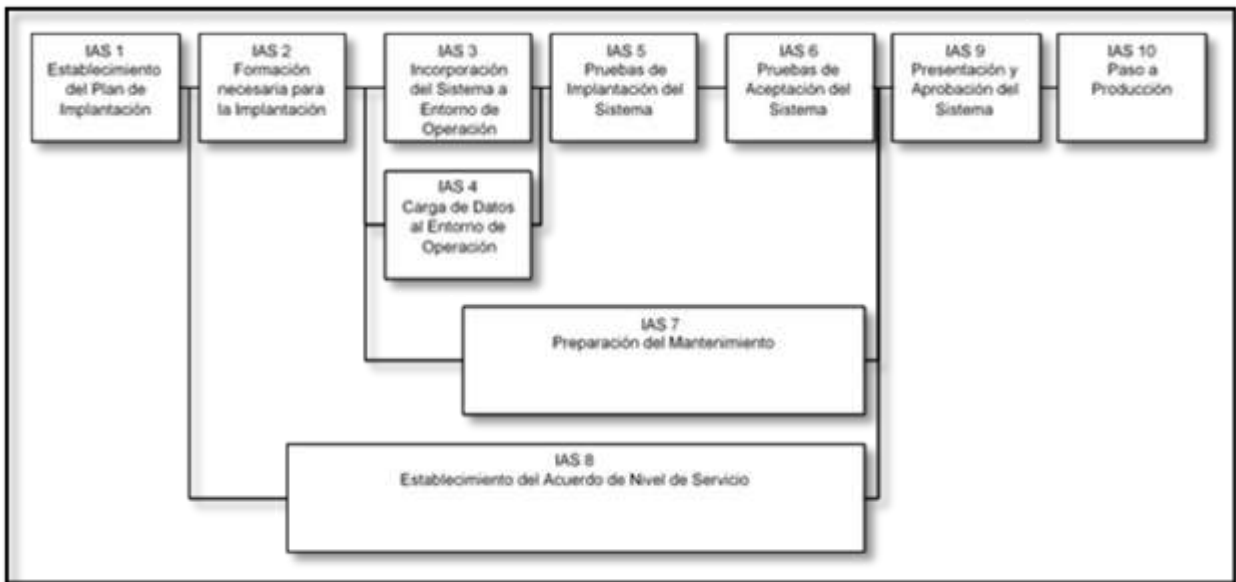 IAS 1
Establecimiento
del Plan de
Implantación
IAS 2
Formación
necesaria para
la Implantación
IAS 3
Incorporación
del Sistema a
Entorno de
Operación
IAS 5
Pruebas de
Implantación del
Sistema
IAS 6
Pruebas de
Aceptación del
Sistema
IAS 9
Presentación y
Aprobación del
Sistema
IAS 10
Paso a
Producción
IAS 4
Carga de Datos
al Entorno de
Operación
IAS 7
Preparación del Mantenimiento
IAS 8
Establecimiento del Acuerdo de Nivel de Servicio